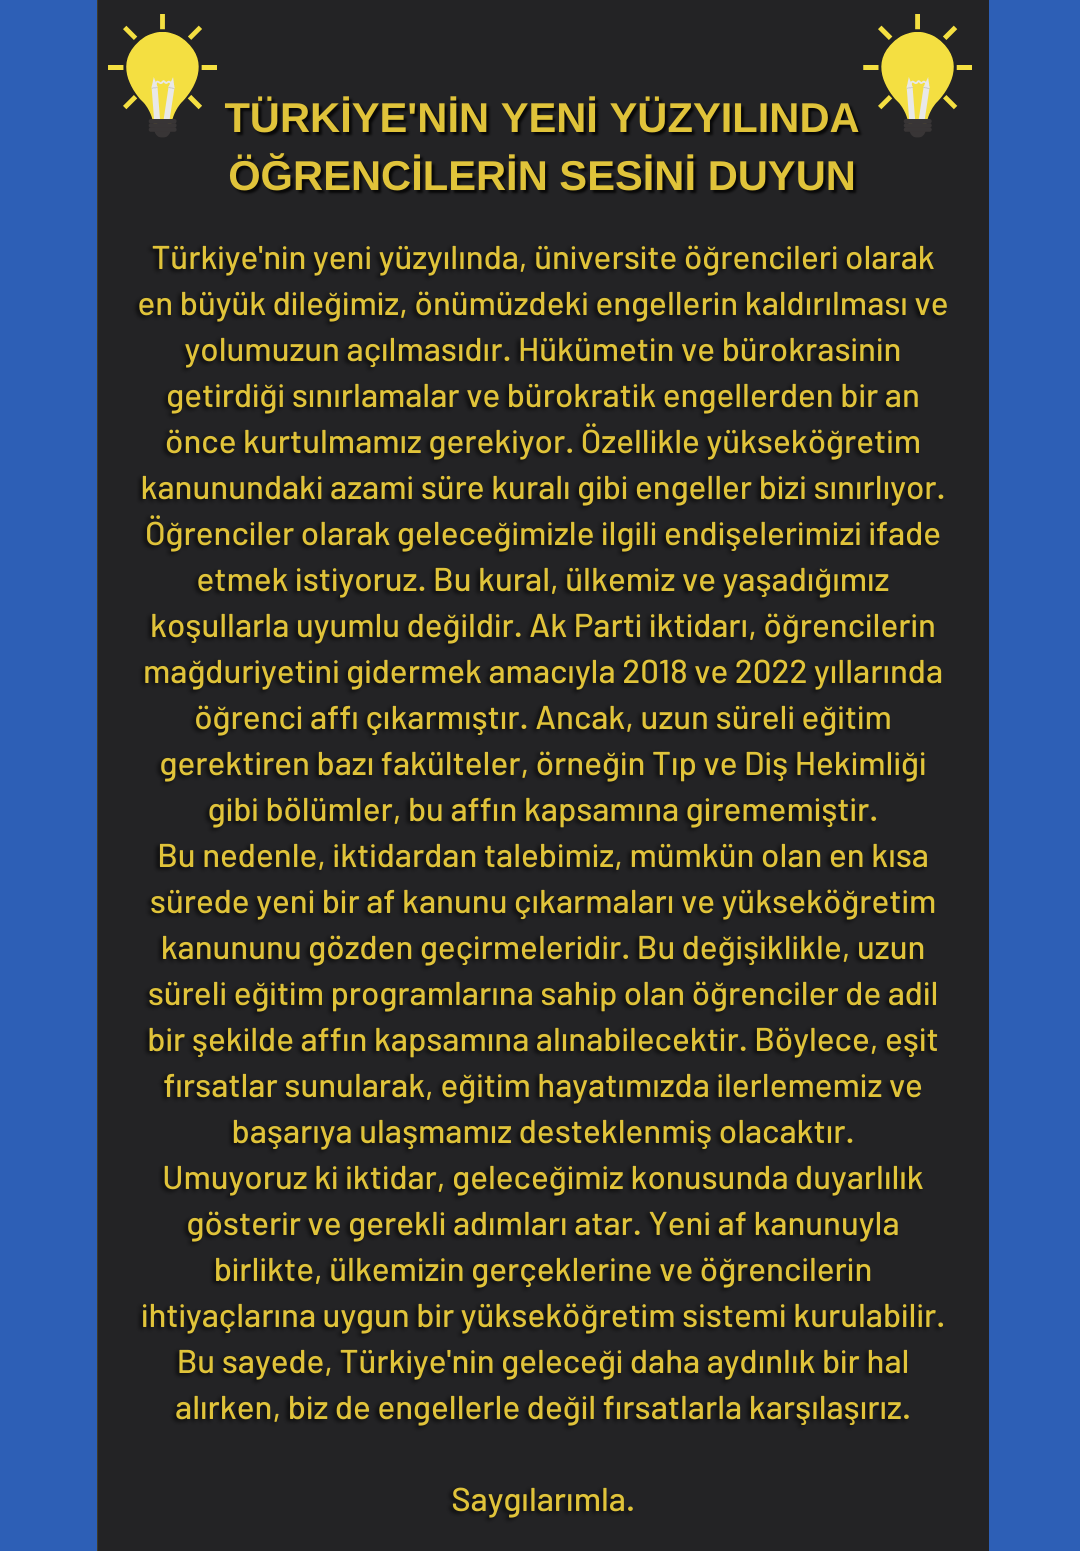 TÜRKİYE'NİN YENİ YÜZYILINDA
ÖĞRENCİLERİN SESİNİ DUYUN
Türkiye'nin yeni yüzyılında, üniversite öğrencileri olarak
en büyük dileğimiz, önümüzdeki engellerin kaldırılması ve
yolumuzun açılmasıdır. Hükümetin ve bürokrasinin
getirdiği sınırlamalar ve bürokratik engellerden bir an
önce kurtulmamız gerekiyor. Özellikle yükseköğretim
kanunundaki azami süre kuralı gibi engeller bizi sınırlıyor.
Öğrenciler olarak geleceğimizle ilgili endişelerimizi ifade
etmek istiyoruz. Bu kural, ülkemiz ve yaşadığımız
koşullarla uyumlu değildir. Ak Parti iktidarı, öğrencilerin
mağduriyetini gidermek amacıyla 2018 ve 2022 yıllarında
öğrenci affı çıkarmıştır. Ancak, uzun süreli eğitim
gerektiren bazı fakülteler, örneğin Tıp ve Diş Hekimliği
gibi bölümler, bu affın kapsamına girememiştir.
Bu nedenle, iktidardan talebimiz, mümkün olan en kısa
sürede yeni bir af kanunu çıkarmaları ve yükseköğretim
kanununu gözden geçirmeleridir. Bu değişiklikle, uzun
süreli eğitim programlarına sahip olan öğrenciler de adil
bir şekilde affın kapsamına alınabilecektir. Böylece, eşit
fırsatlar sunularak, eğitim hayatımızda ilerlememiz ve
başarıya ulaşmamız desteklenmiş olacaktır.
Umuyoruz ki iktidar, geleceğimiz konusunda duyarlılık
gösterir ve gerekli adımları atar. Yeni af kanunuyla
birlikte, ülkemizin gerçeklerine ve öğrencilerin
ihtiyaçlarına uygun bir yükseköğretim sistemi kurulabilir.
Bu sayede, Türkiye'nin geleceği daha aydınlık bir hal
alırken, biz de engellerle değil fırsatlarla karşılaşırız.
Saygılarımla.